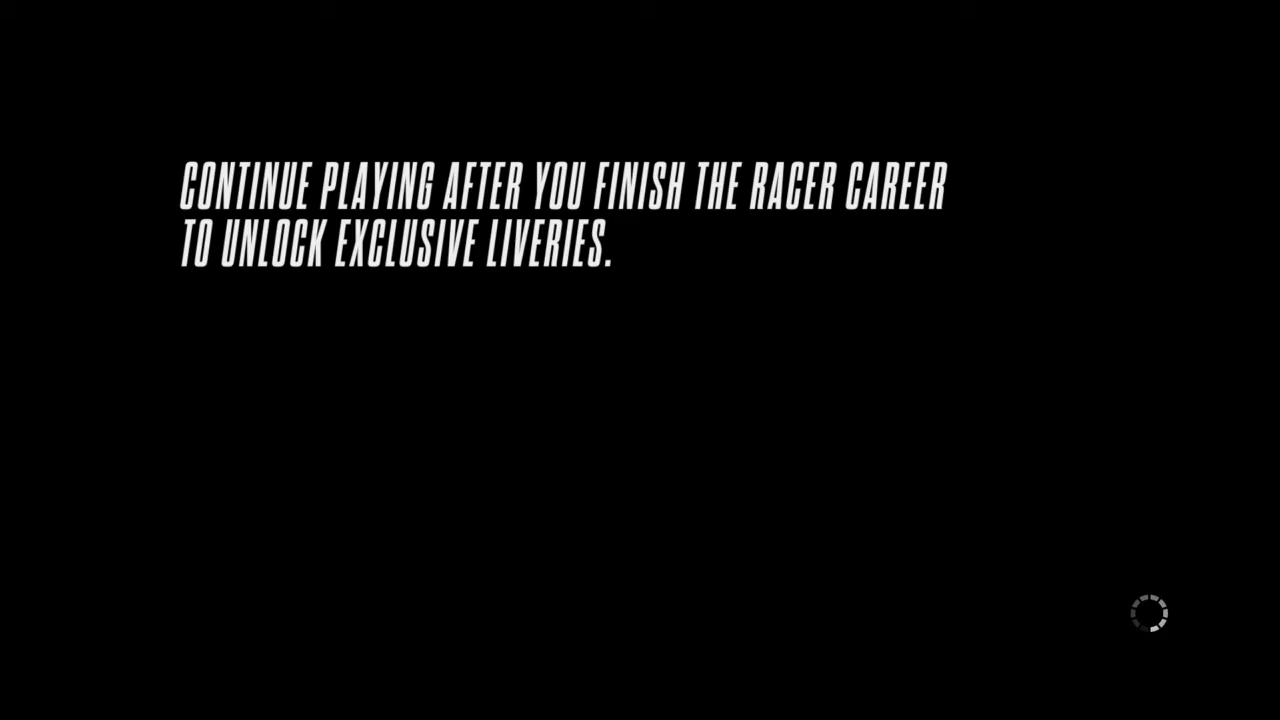 CONTINUE PLAYING AFTER YOU FINISH THE RACER CAREER
TO UNLOCK EXCLUSIVE LIVERIES.